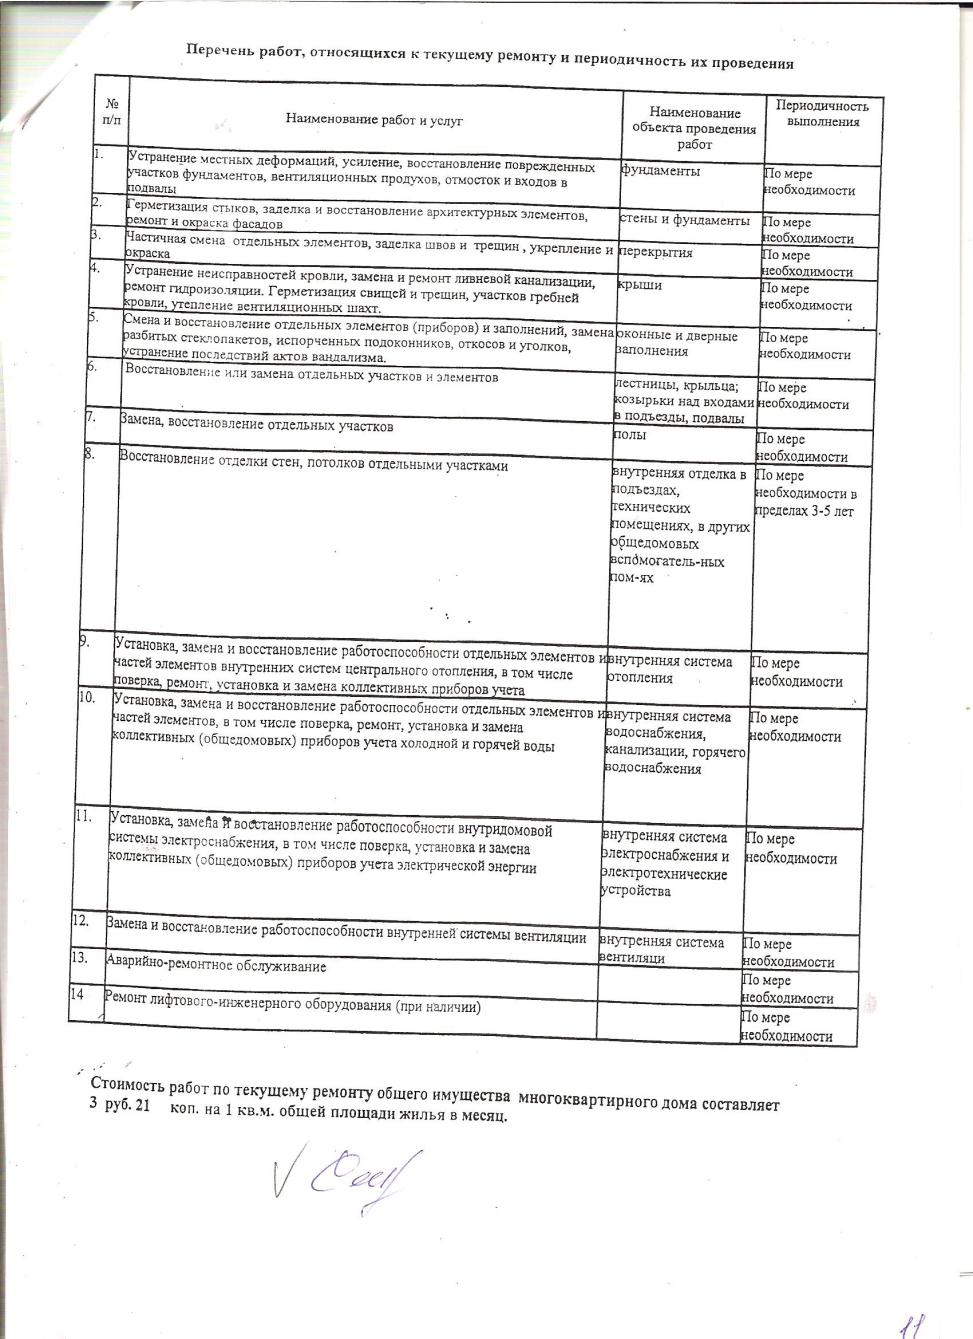 Перечень работ, относящихся к текущему ремонту и периодичность их проведения
№
п/п
Наименование работ и услуг
Наименование
объекта проведения
работ
Периодичность
выполнения
1.
Устранение местных деформаций, усиление, восстановление поврежденных
участков фундаментов, вентиляционных продухов, отмосток и входов в
подвалы
фундаменты
По мере
необходимости
2.
Герметизация стыков, заделка и восстановление архитектурных элементов,
ремонт и окраска фасадов
стены и фундаменты
По мере
необходимости
3.
Частичная смена отдельных элементов, заделка швов и трещин , укрепление и
окраска
перекрытия
По мере
необходимости
4.
Устранение неисправностей кровли, замена и ремонт ливневой канализации,
ремонт гидроизоляции. Герметизация свищей и трещин, участков гребней
кровли, утепление вентиляционных шахт.
крыши
По мере
необходимости
5.
Смена и восстановление отдельных элементов (приборов) и заполнений, замена
разбитых стеклопакетов, испорченных подоконников, откосов и уголков,
устранение последствий актов вандализма.
оконные и дверные
заполнения
По мере
необходимости
6.
Восстановление или замена отдельных участков и элементов
лестницы, крыльца;
козырьки над входами
в подъезды, подвалы
По мере
необходимости
7.
Замена, восстановление отдельных участков
полы
По мере
необходимости
8.
Восстановление отделки стен, потолков отдельными участками
внутренняя отделка в
подъездах,
технических
помещениях, в других
общедомовых
вспомогатель-ных
пом-ях
По мере
необходимости в
пределах 3-5 лет
9.
Установка, замена и восстановление работоспособности отдельных элементов и
частей элементов внутренних систем центрального отопления, в том числе
поверка, ремонт, установка и замена коллективных приборов учета
внутренняя система
отопления
По мере
необходимости
10.
Установка, замена и восстановление работоспособности отдельных элементов и
частей элементов, в том числе поверка, ремонт, установка и замена
коллективных (общедомовых) приборов учета холодной и горячей воды
внутренняя система
водоснабжения,
канализации, горячего
водоснабжения
По мере
необходимости
11.
Установка, замена и восстановление работоспособности внутридомовой
системы электроснабжения, в том числе поверка, установка и замена
коллективных (общедомовых) приборов учета электрической энергии
внутренняя система
электроснабжения и
электротехнические
устройства
По мере
необходимости
12.
Замена и восстановление работоспособности внутренней системы вентиляции
внутренняя система
вентиляци
По мере
необходимости
13.
Аварийно-ремонтное обслуживание
По мере
необходимости
14
Ремонт лифтового-инженерного оборудования (при наличии)
По мере
необходимости
Стоимость работ по текущему ремонту общего имущества многоквартирного дома составляет
3 руб. 21 коп. на 1 кв.м. общей площади жилья в месяц.
11